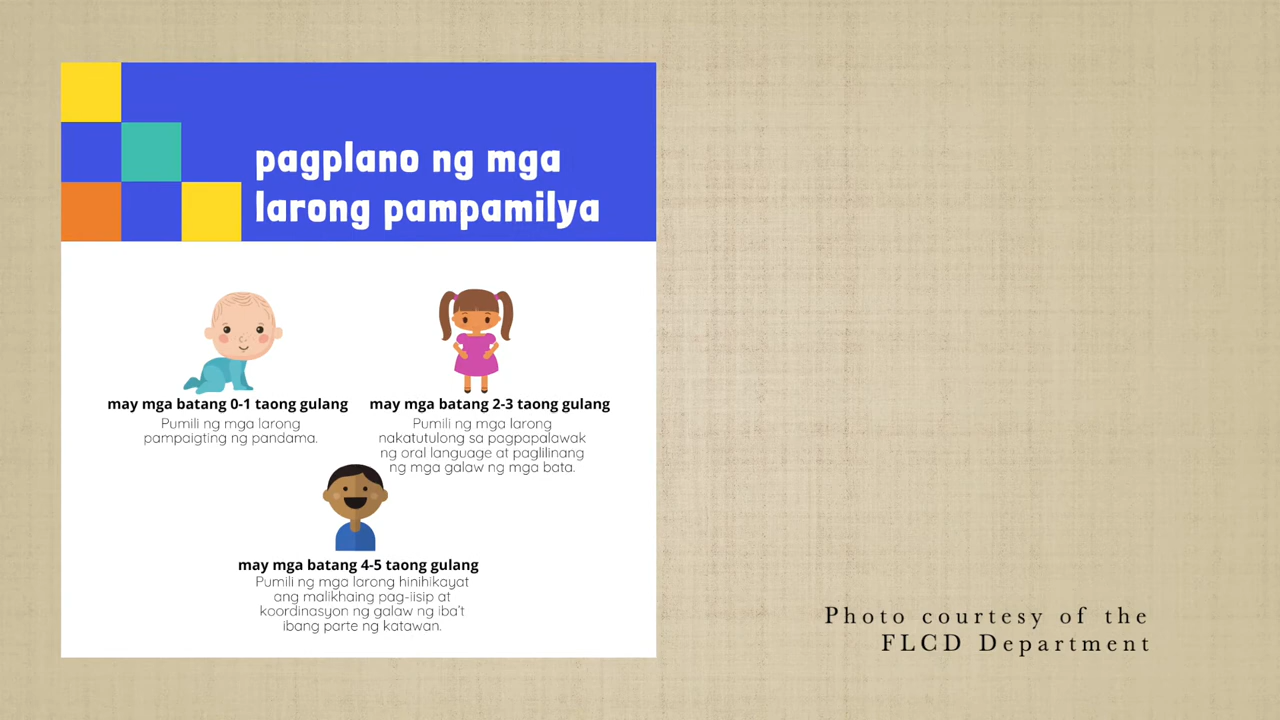 pagplano ng mga
larong pampamilya
may mga batang 0-1 taong gulang
Pumili ng mga larong
pampaigting ng pandama.
may mga batang 2-3 taong gulang
Pumili ng mga larong
nakatutulong sa pagpapalawak
ng oral language at paglilinang
ng mga galaw ng mga bata.
may mga batang 4-5 taong gulang
Pumili ng mga larong hinihikayat
ang malikhaing pag-iisip at
koordinasyon ng galaw ng iba't
ibang parte ng katawan.
Photo courtesy of the
FLCD Department